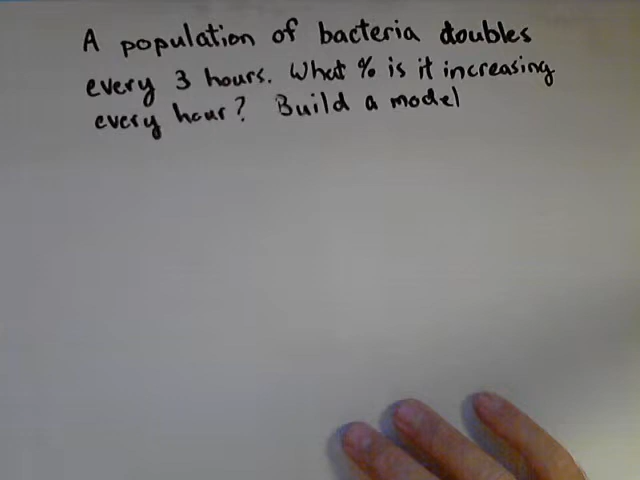 A population of bacteria doubles
every 3 hours. What % is it increasing
every hour? Build a model